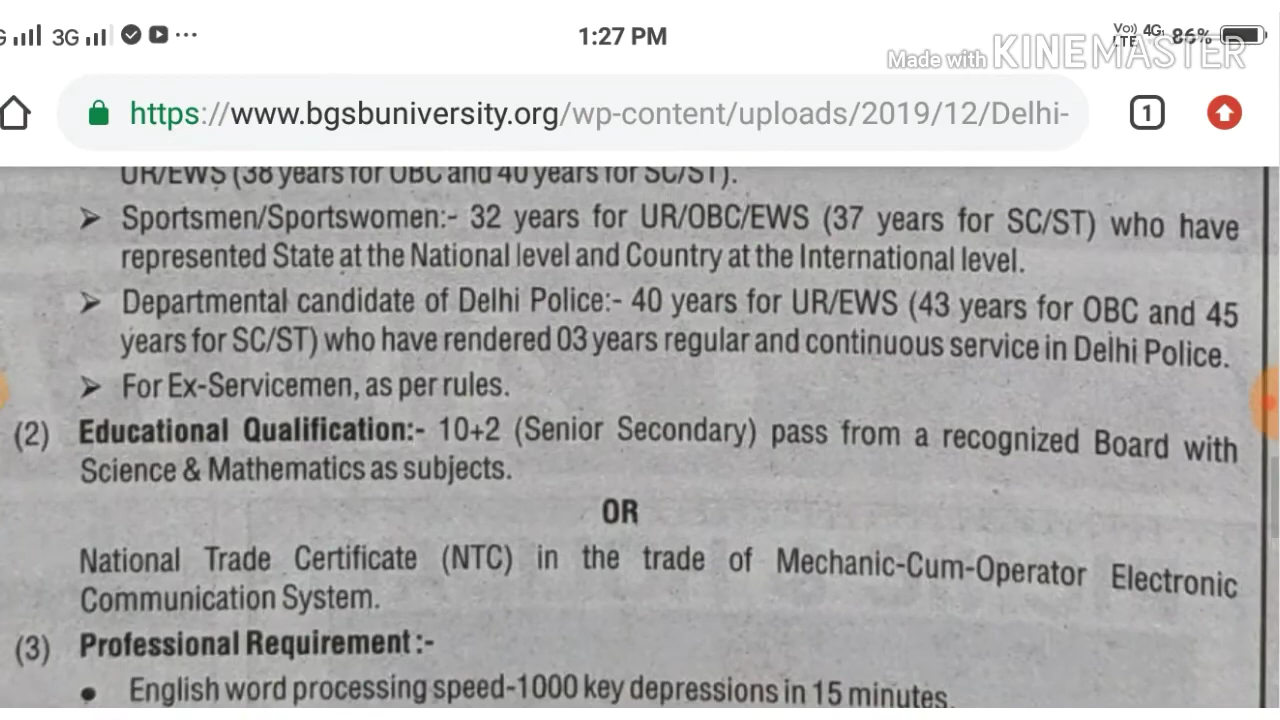 3G 1:27 PM Vo)) LTE 4G 86%
Made with KINEMASTER
https://www.bgsbuniversity.org/wp-content/uploads/2019/12/Delhi- 1
UR/EWS (38 years for OBC and 40 years for SC/ST).
➤ Sportsmen/Sportswomen:- 32 years for UR/OBC/EWS (37 years for SC/ST) who have
represented State at the National level and Country at the International level.
➤ Departmental candidate of Delhi Police:- 40 years for UR/EWS (43 years for OBC and 45
years for SC/ST) who have rendered 03 years regular and continuous service in Delhi Police.
➤ For Ex-Servicemen, as per rules.
(2) Educational Qualification:- 10+2 (Senior Secondary) pass from a recognized Board with
Science & Mathematics as subjects.
OR
National Trade Certificate (NTC) in the trade of Mechanic-Cum-Operator Electronic
Communication System.
(3) Professional Requirement :-
• English word processing speed-1000 key depressions in 15 minutes.